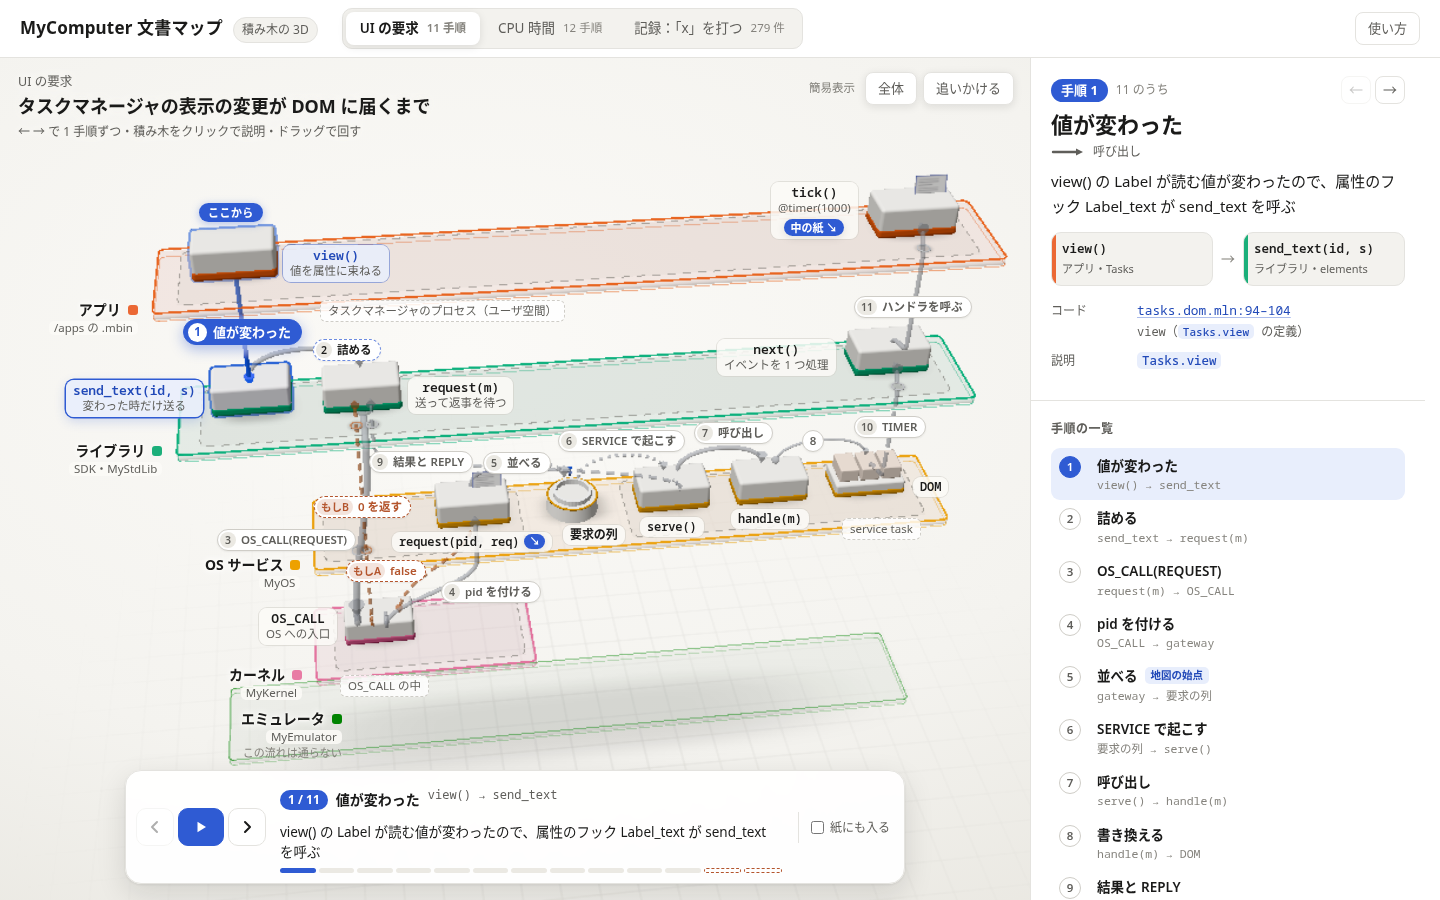 MyComputer 文書マップ
積み木の 3D
UI の要求 11 手順
CPU 時間 12 手順
記録：「x」を打つ 279 件
使い方
UI の要求
タスクマネージャの表示の変更が DOM に届くまで
← → で 1 手順ずつ・積み木をクリックで説明・ドラッグで回す
簡易表示
全体
追いかける
ここから
view()
値を属性に束ねる
tick()
@timer(1000)
中の紙 ↘
アプリ
/apps の .mbin
タスクマネージャのプロセス（ユーザ空間）
11 ハンドラを呼ぶ
1 値が変わった
2 詰める
next()
イベントを 1 つ処理
send_text(id, s)
変わった時だけ送る
request(m)
送って返事を待つ
ライブラリ
SDK・MyStdLib
6 SERVICE で起こす
7 呼び出し
8
10 TIMER
9 結果と REPLY
5 並べる
もしB 0 を返す
DOM
serve()
handle(m)
service task
要求の列
request(pid, req) ↘
3 OS_CALL(REQUEST)
OS サービス
MyOS
もしA false
4 pid を付ける
OS_CALL
OS への入口
カーネル
MyKernel
OS_CALL の中
エミュレータ
MyEmulator
この流れは通らない
1 / 11 値が変わった view() → send_text
view() の Label が読む値が変わったので、属性のフック Label_text が send_text
を呼ぶ
紙にも入る
手順 1 11 のうち
← →
値が変わった
呼び出し
view() の Label が読む値が変わったので、属性のフ
ック Label_text が send_text を呼ぶ
view()
アプリ・Tasks
→
send_text(id, s)
ライブラリ・elements
コード tasks.dom.mln:94–104
view（Tasks.view の定義）
説明 Tasks.view
手順の一覧
1 値が変わった
view() → send_text
2 詰める
send_text → request(m)
3 OS_CALL(REQUEST)
request(m) → OS_CALL
4 pid を付ける
OS_CALL → gateway
5 並べる 地図の始点
gateway → 要求の列
6 SERVICE で起こす
要求の列 → serve()
7 呼び出し
serve() → handle(m)
8 書き換える
handle(m) → DOM
9 結果と REPLY